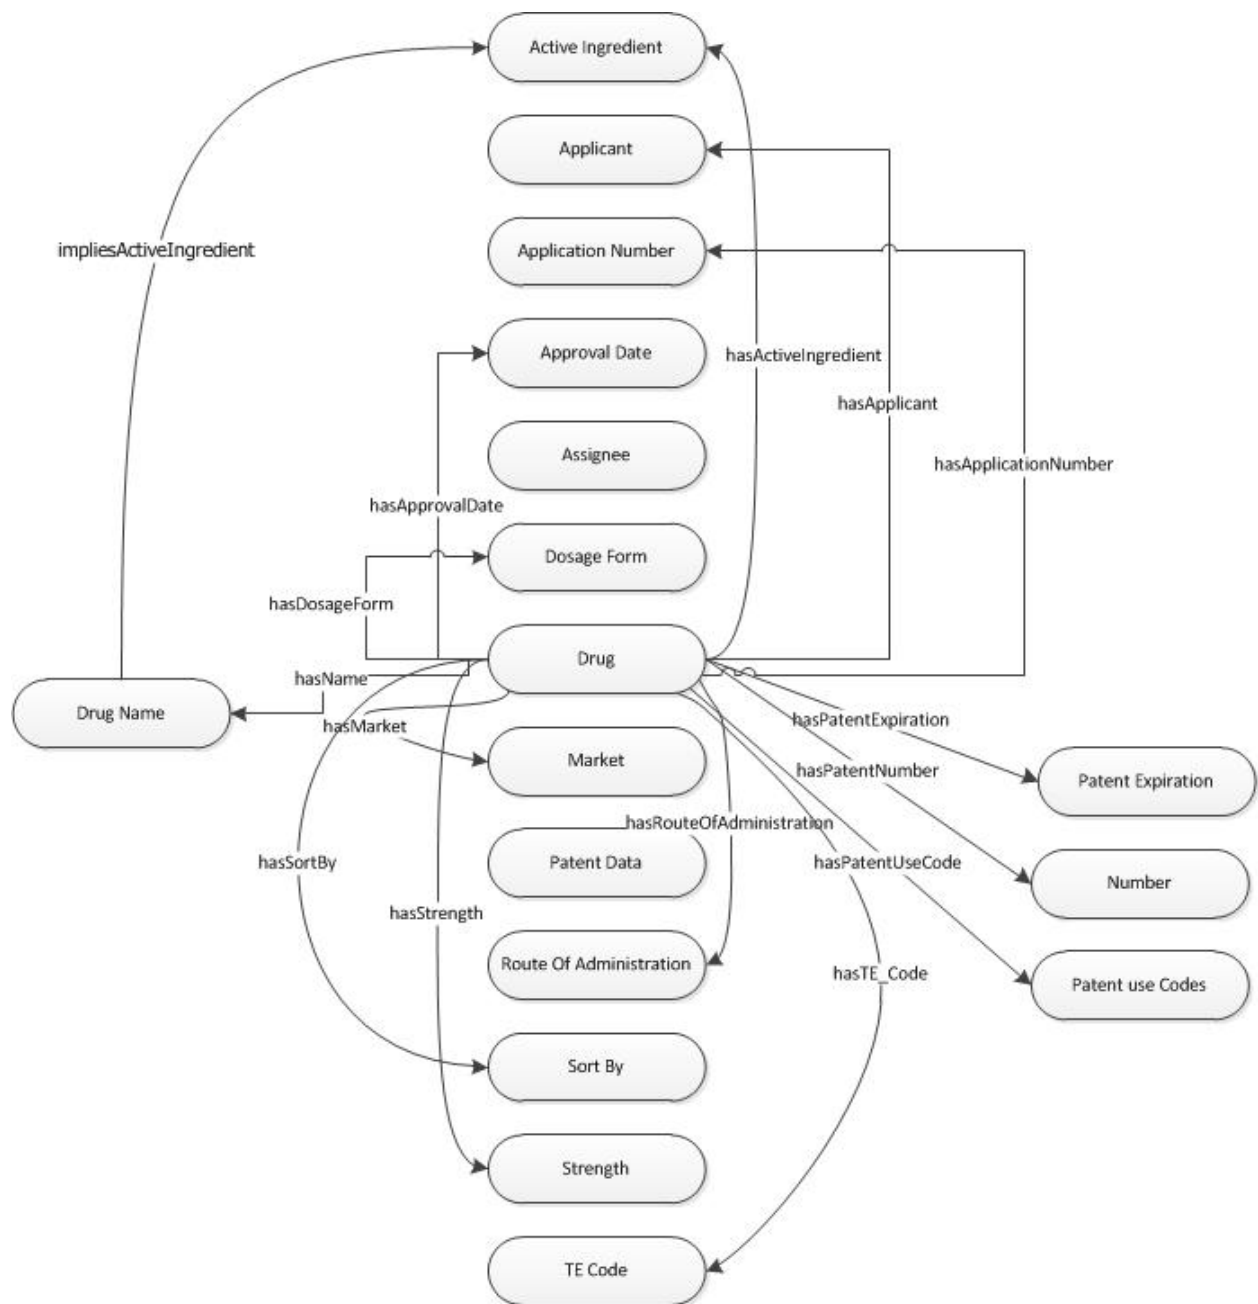 Active Ingredient
Applicant
impliesActiveIngredient
Application Number
Approval Date
hasActiveIngredient
hasApplicant
Assignee
hasApplicationNumber
hasApprovalDate
Dosage Form
hasDosageForm
Drug
hasName
Drug Name
hasPatentExpiration
hasMarket
Market
hasPatentNumber
Patent Expiration
hasRouteOfAdministration
hasSortBy
Patent Data
hasPatentUseCode
Number
hasStrength
Route Of Administration
hasTE_Code
Patent use Codes
Sort By
Strength
TE Code